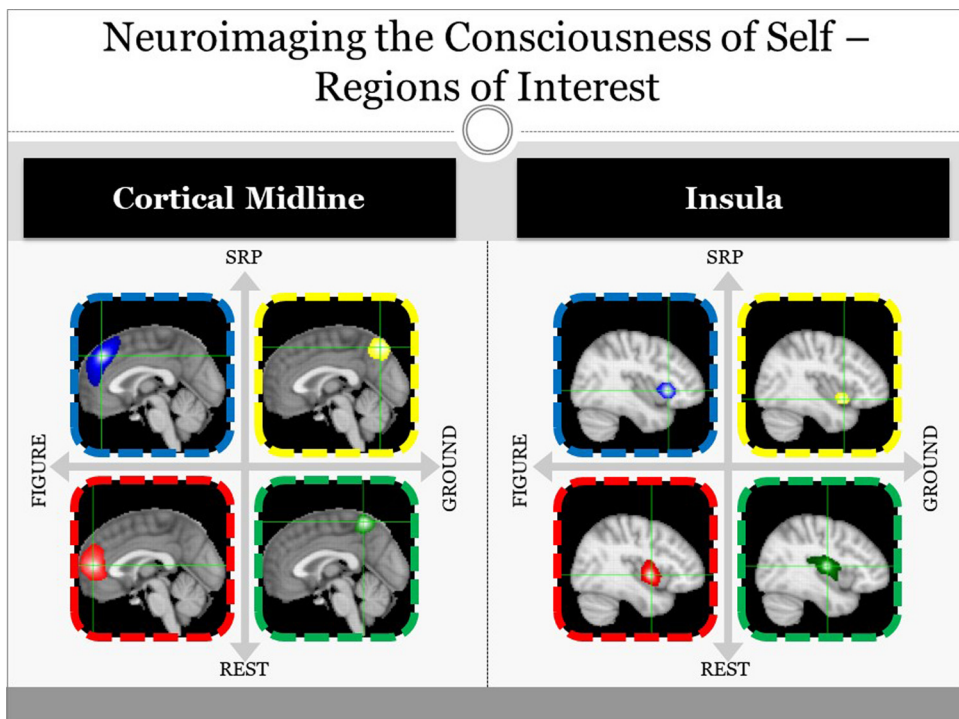 Neuroimaging the Consciousness of Self –
Regions of Interest
Cortical Midline
SRP
FIGURE
GROUND
REST
Insula
SRP
FIGURE
GROUND
REST